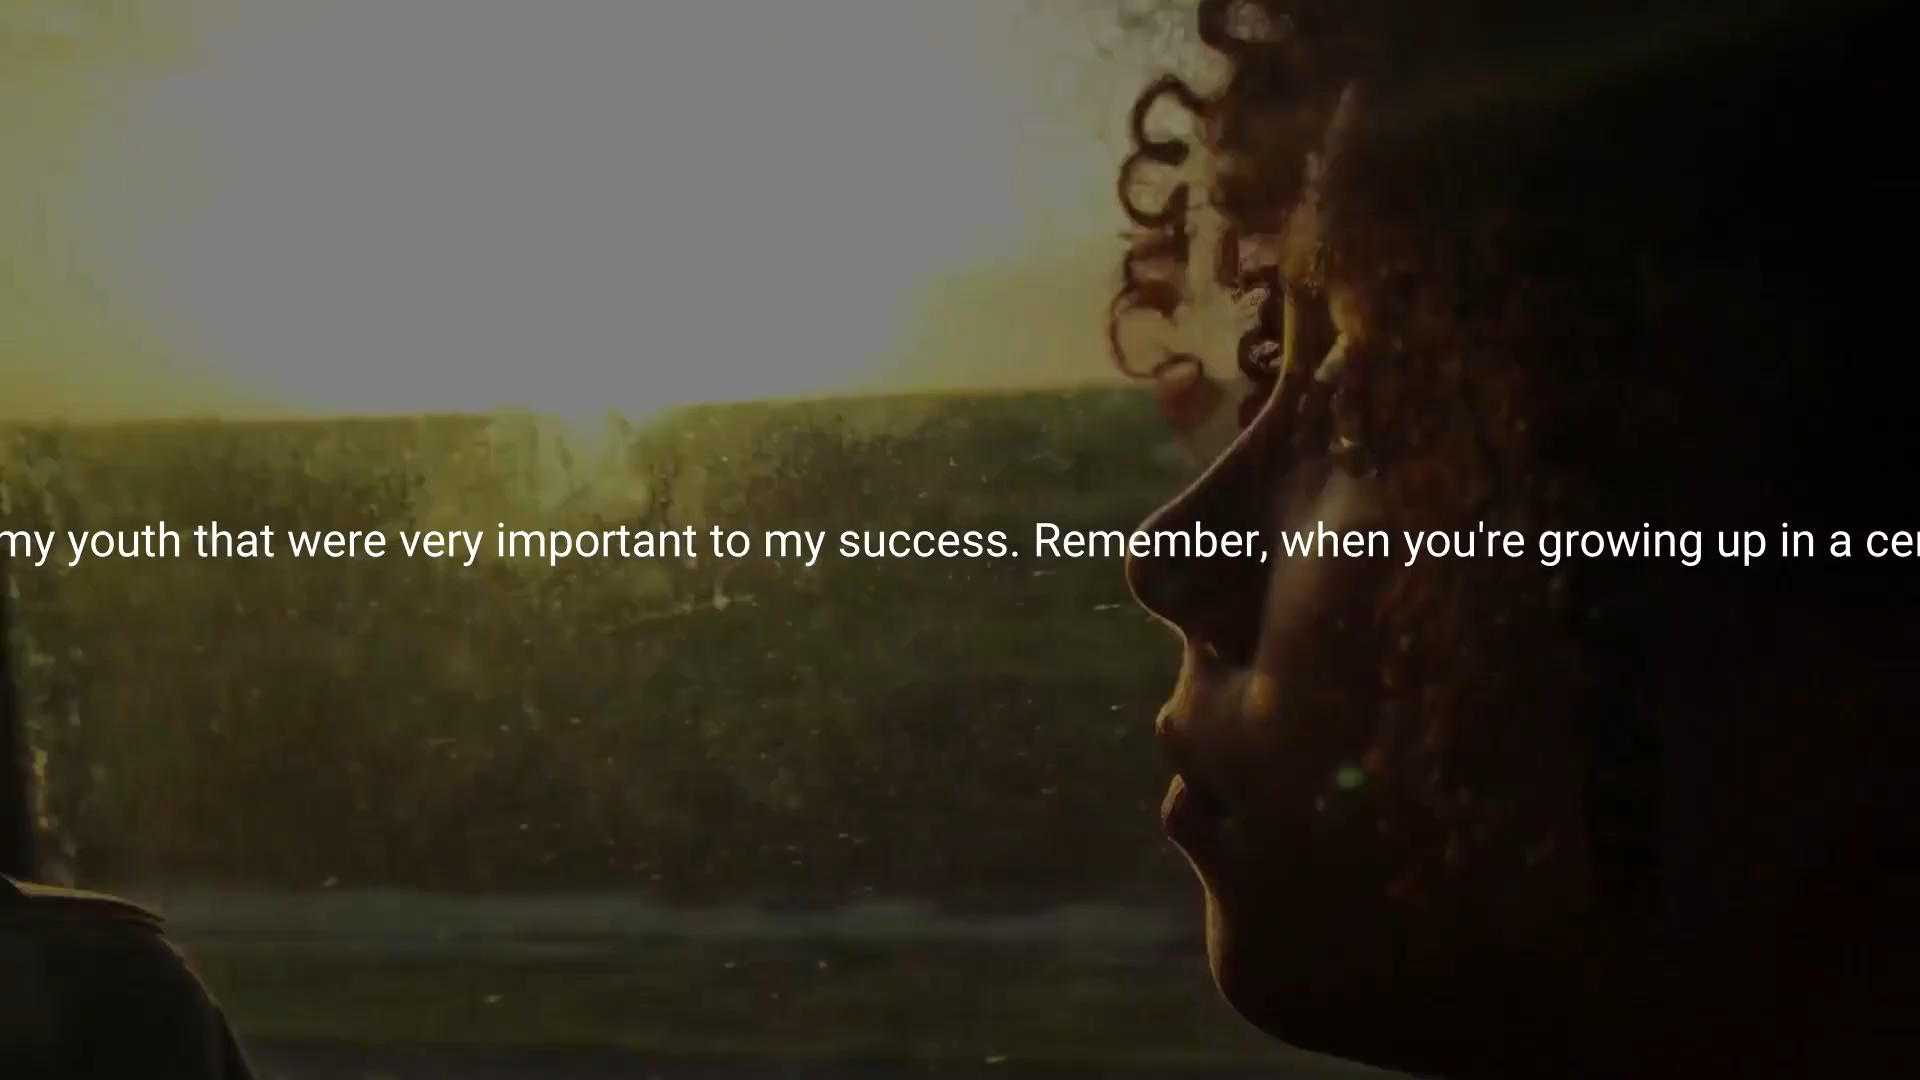 my youth that were very important to my success. Remember, when you're growing up in a